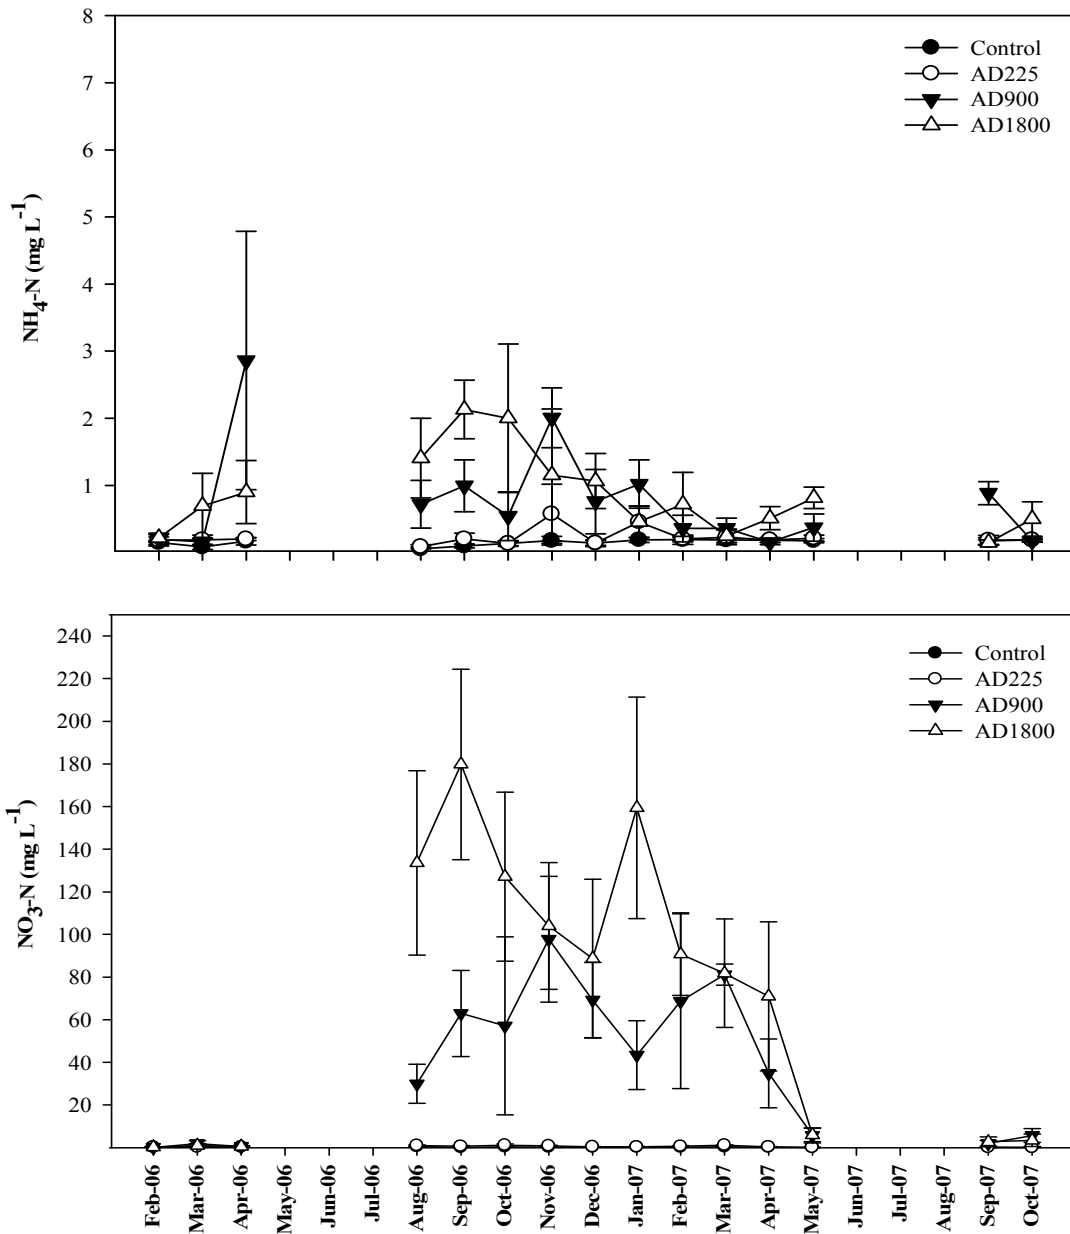 8
7
6
5
4
3
2
1
NH4-N (mg L-1)
Control
AD225
AD900
AD1800
240
220
200
180
160
140
120
100
80
60
40
20
NO3-N (mg L-1)
Control
AD225
AD900
AD1800
Feb-06
Mar-06
Apr-06
May-06
Jun-06
Jul-06
Aug-06
Sep-06
Oct-06
Nov-06
Dec-06
Jan-07
Feb-07
Mar-07
Apr-07
May-07
Jun-07
Jul-07
Aug-07
Sep-07
Oct-07